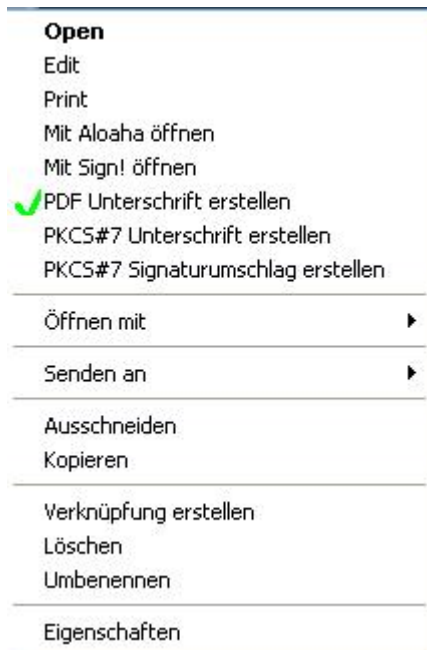 Open
Edit
Print
Mit Aloaha öffnen
Mit Sign! öffnen
PDF Unterschrift erstellen
PKCS#7 Unterschrift erstellen
PKCS#7 Signaturumschlag erstellen
Öffnen mit
Senden an
Ausschneiden
Kopieren
Verknüpfung erstellen
Löschen
Umbenennen
Eigenschaften